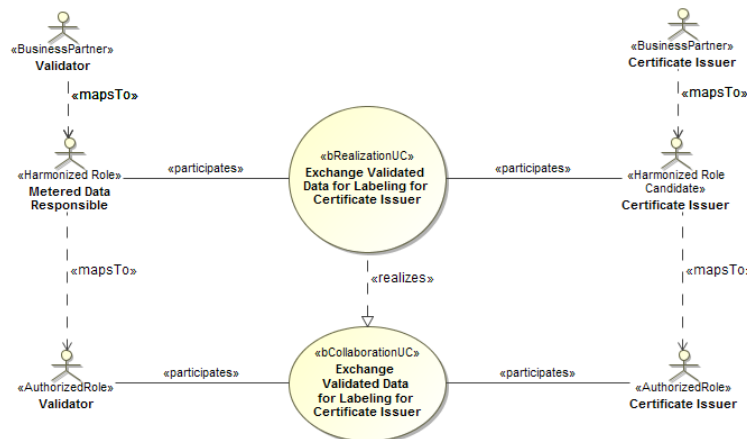 «BusinessPartner»
Validator
«BusinessPartner»
Certificate Issuer
«mapsTo»
«mapsTo»
«Harmonized Role»
Metered Data
Responsible
«participates»
«bRealizationUC»
Exchange Validated
Data for Labeling for
Certificate Issuer
«participates»
«Harmonized Role
Candidate»
Certificate Issuer
«mapsTo»
«realizes»
«mapsTo»
«AuthorizedRole»
Validator
«participates»
«bCollaborationUC»
Exchange
Validated Data
for Labeling for
Certificate Issuer
«participates»
«AuthorizedRole»
Certificate Issuer